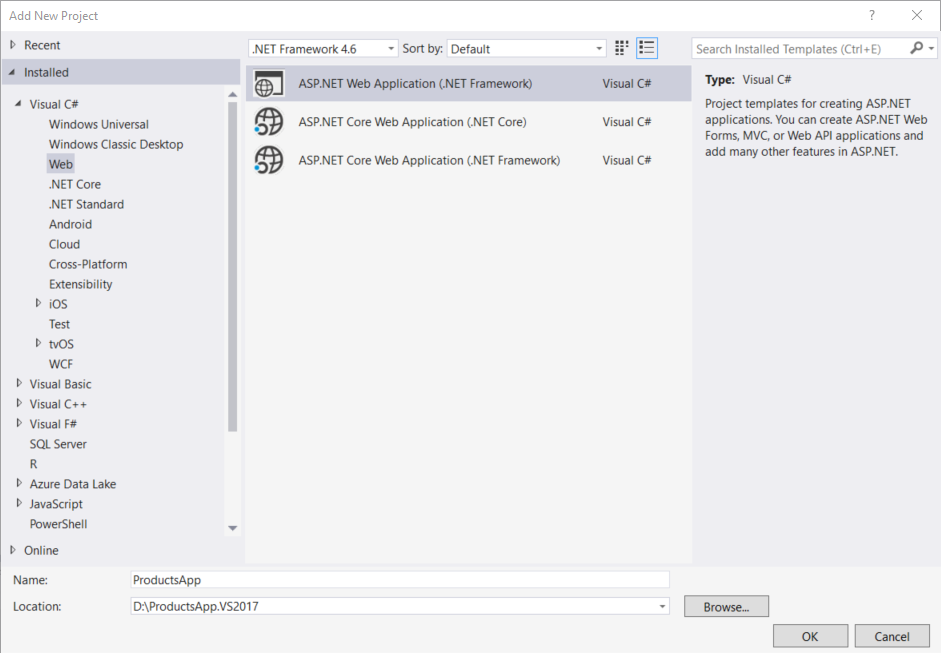 Add New Project
?
Recent
Installed
Visual C#
Windows Universal
Windows Classic Desktop
Web
.NET Core
.NET Standard
Android
Cloud
Cross-Platform
Extensibility
iOS
Test
tvOS
WCF
Visual Basic
Visual C++
Visual F#
SQL Server
R
Azure Data Lake
JavaScript
PowerShell
Online
.NET Framework 4.6 Sort by: Default
ASP.NET Web Application (.NET Framework) Visual C#
ASP.NET Core Web Application (.NET Core) Visual C#
ASP.NET Core Web Application (.NET Framework) Visual C#
Search Installed Templates (Ctrl+E)
Type: Visual C#
Project templates for creating ASP.NET
applications. You can create ASP.NET Web
Forms, MVC, or Web API applications and
add many other features in ASP.NET.
Name: ProductsApp
Location: D:\ProductsApp.VS2017 Browse...
OK Cancel